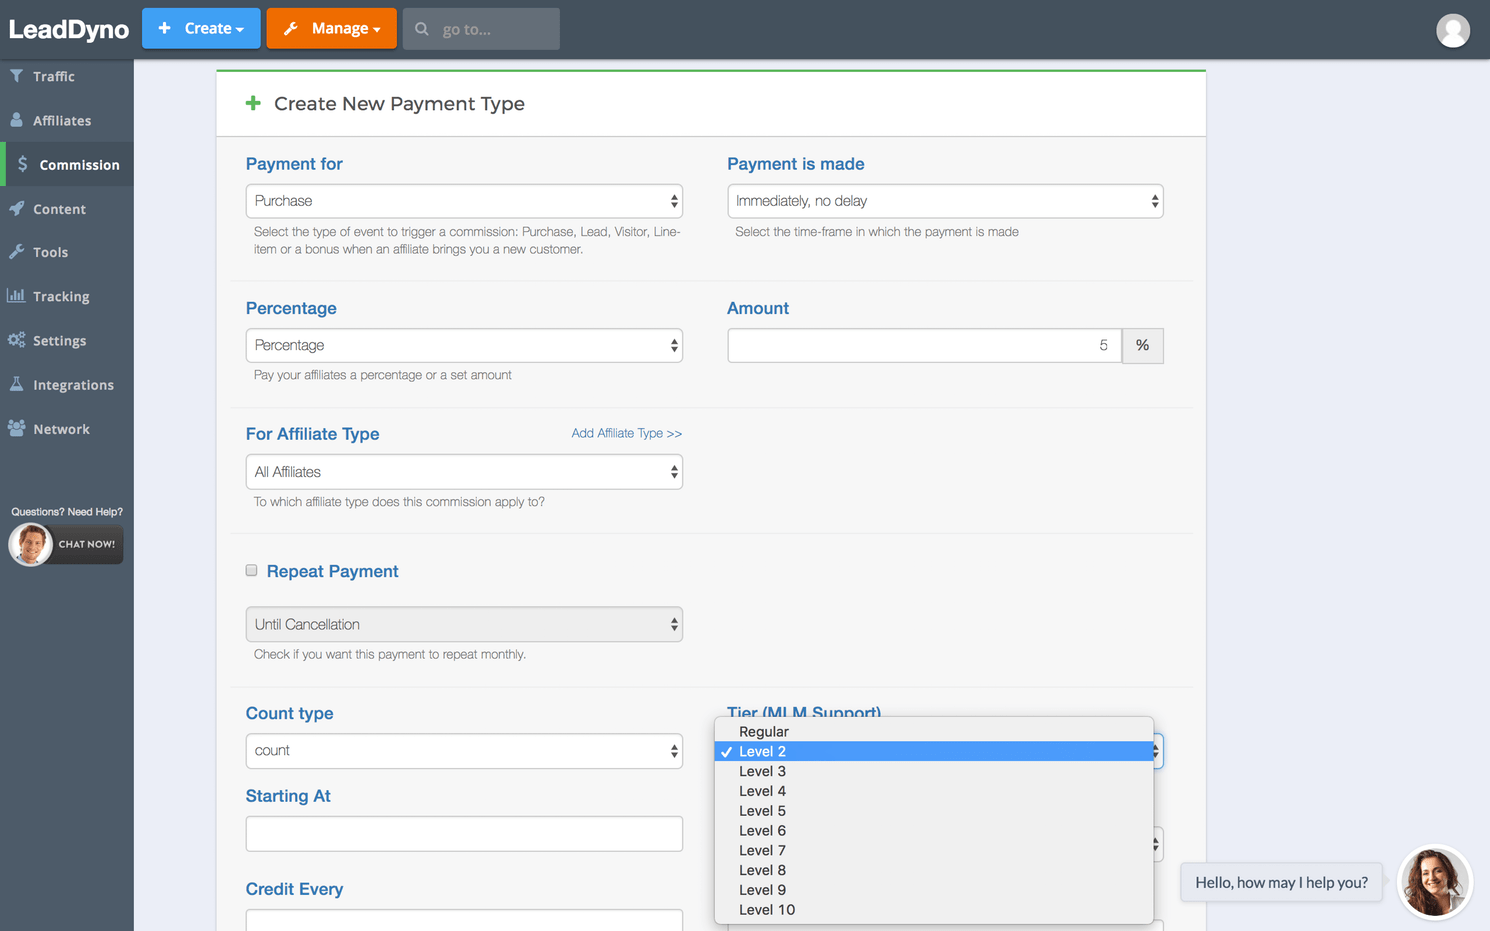 LeadDyno
Create
Manage
go to...
Traffic
Affiliates
Commission
Content
Tools
Tracking
Settings
Integrations
Network
Questions? Need Help?
CHAT NOW!
Create New Payment Type
Payment for
Purchase
Select the type of event to trigger a commission: Purchase, Lead, Visitor, Line-
item or a bonus when an affiliate brings you a new customer.
Payment is made
Immediately, no delay
Select the time-frame in which the payment is made
Percentage
Percentage
Pay your affiliates a percentage or a set amount
Amount
5 %
For Affiliate Type
Add Affiliate Type >>
All Affiliates
To which affiliate type does this commission apply to?
Repeat Payment
Until Cancellation
Check if you want this payment to repeat monthly.
Count type
count
Tier (MLM Support)
Regular
✓ Level 2
Level 3
Level 4
Level 5
Level 6
Level 7
Level 8
Level 9
Level 10
Starting At
Credit Every
Hello, how may I help you?